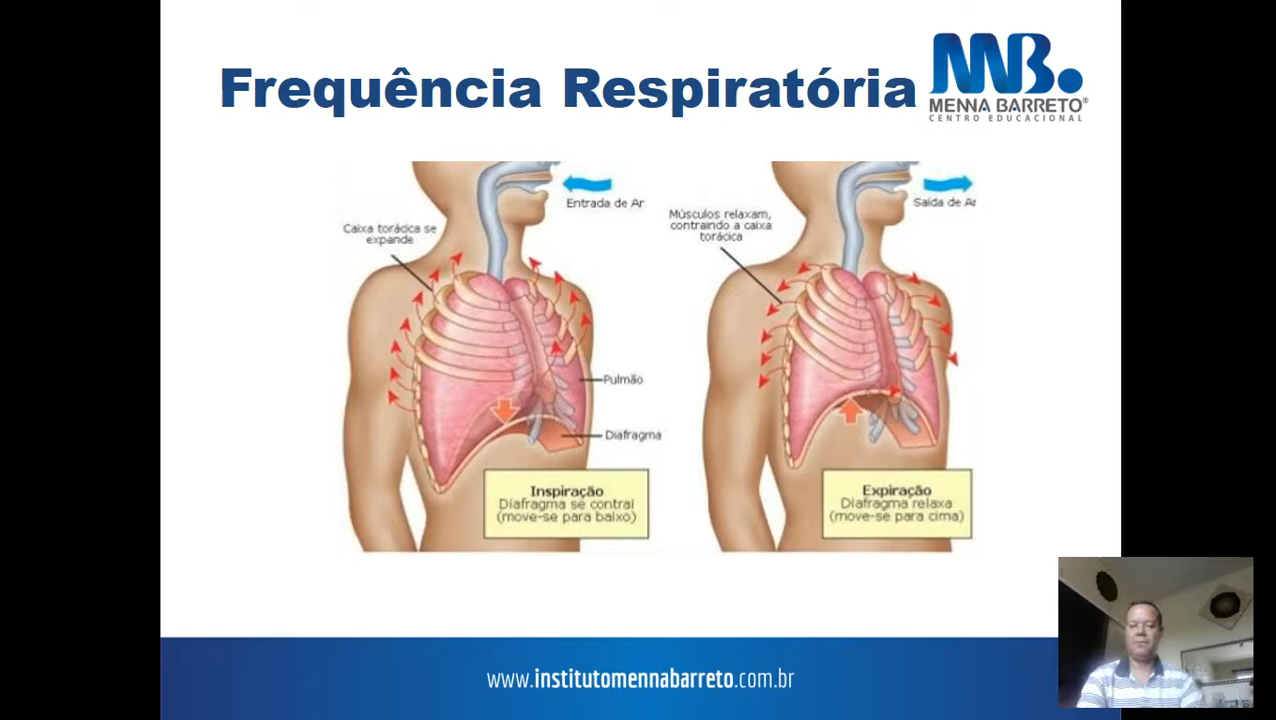 Frequência Respiratória
MNB.
MENNA BARRETO®
CENTRO EDUCACIONAL
Entrada de Ar
Caixa torácica se
expande
Pulmão
Diafragma
Inspiração
Diafragma se contrai
(move-se para baixo)
Saída de Ar
Músculos relaxam,
contraindo a caixa
torácica
Expiração
Diafragma relaxa
(move-se para cima)
www.institutomennabarreto.com.br